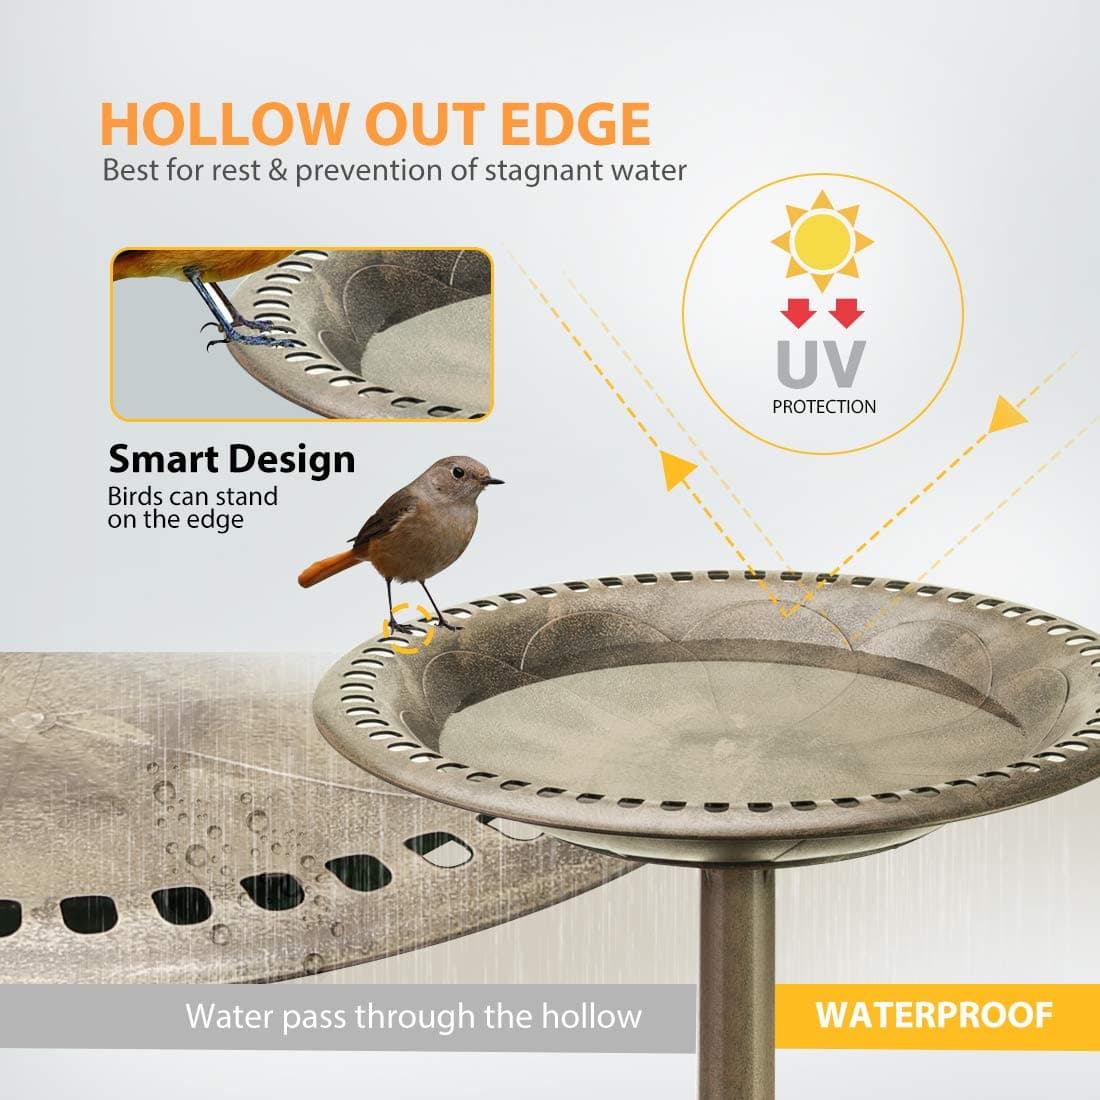 HOLLOW OUT EDGE
Best for rest & prevention of stagnant water
UV
PROTECTION
Smart Design
Birds can stand
on the edge
Water pass through the hollow
WATERPROOF